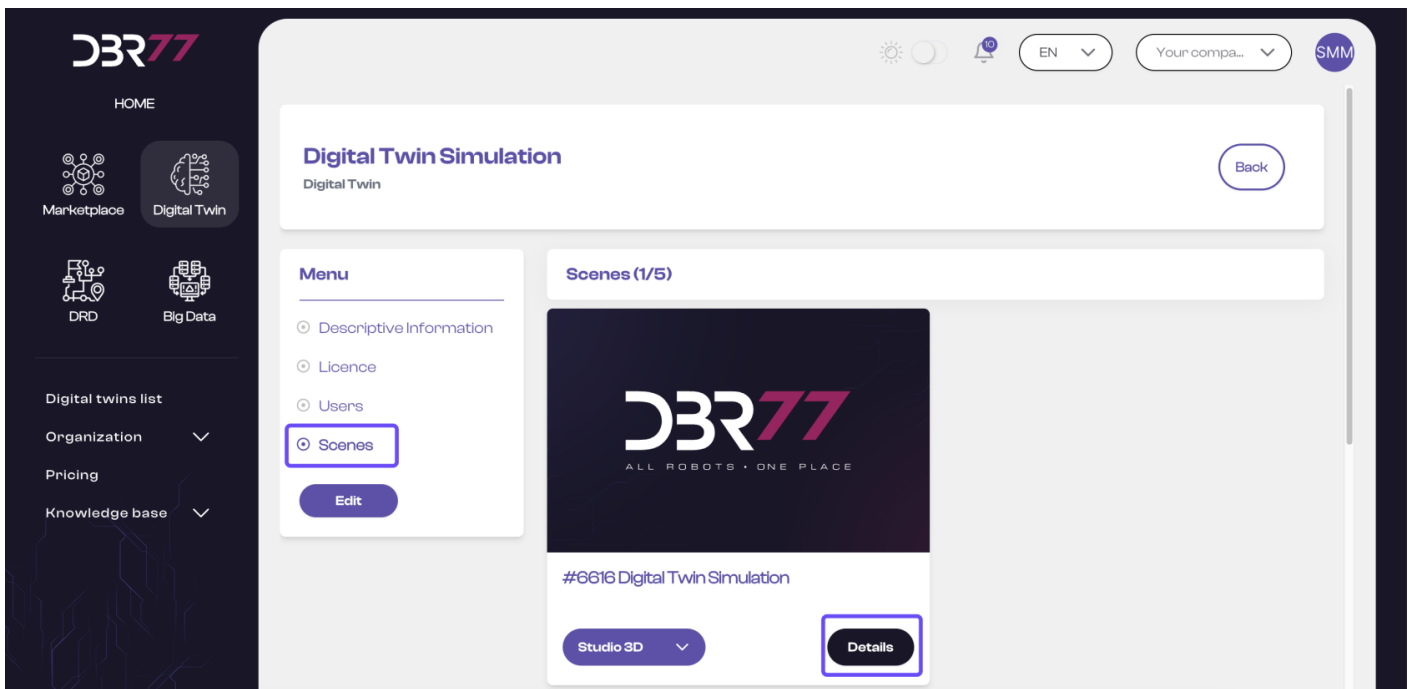 DBR77
10
EN
Your compa...
SMM
HOME
Marketplace
Digital Twin
DRD
Big Data
Digital twins list
Organization
Pricing
Knowledge base
Digital Twin Simulation
Digital Twin
Back
Menu
Descriptive Information
Licence
Users
Scenes
Edit
Scenes (1/5)
DBR77
ALL ROBOTS • ONE PLACE
#6616 Digital Twin Simulation
Studio 3D
Details